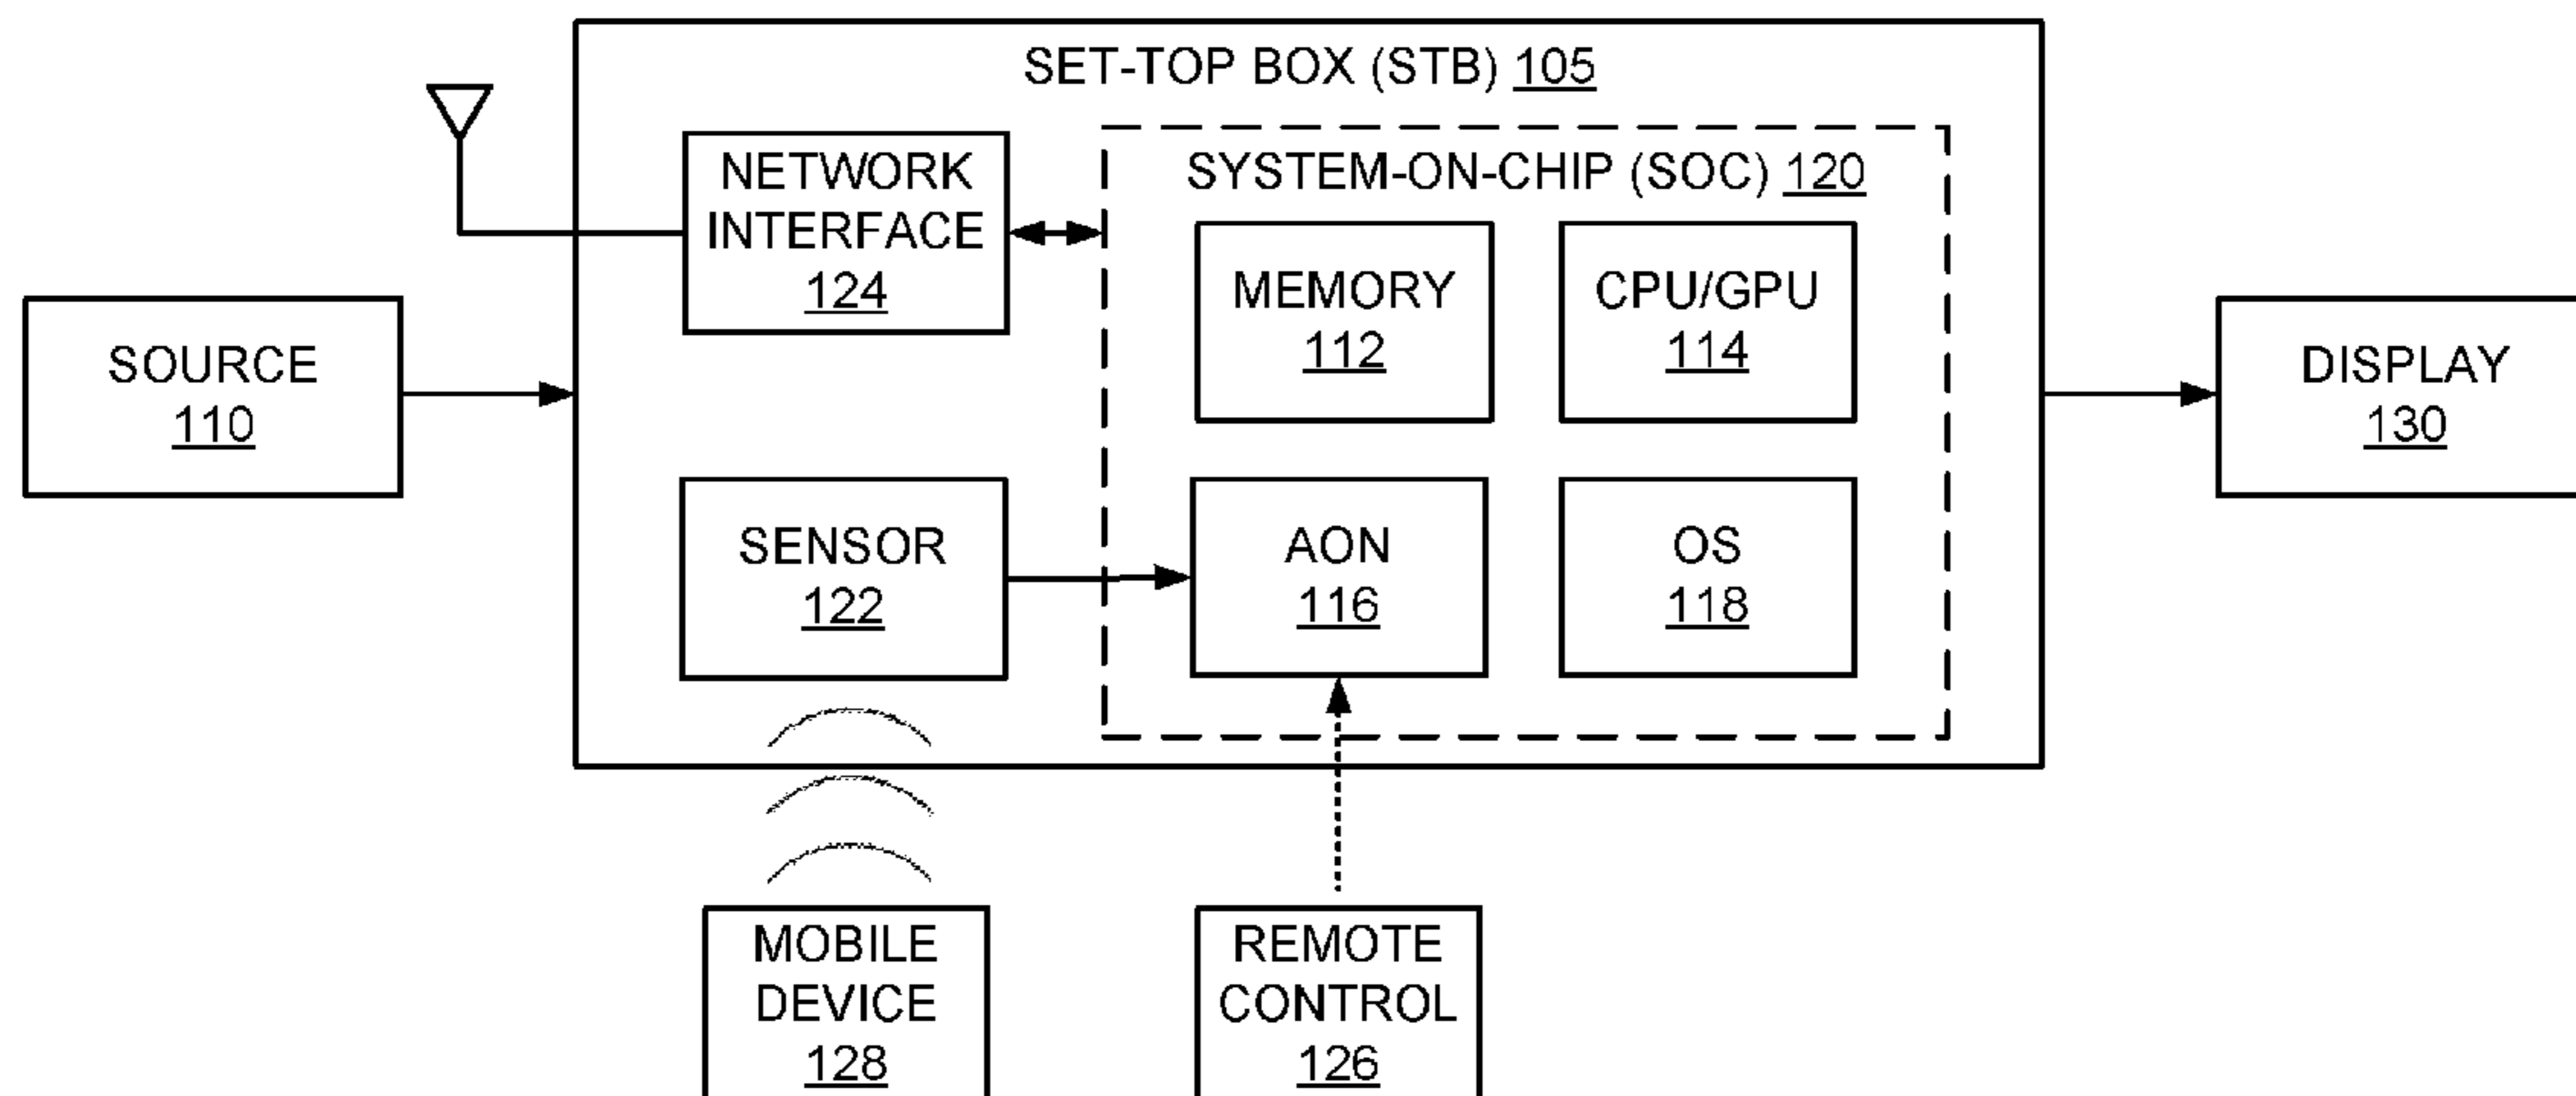 SET-TOP BOX (STB) 105
NETWORK
INTERFACE
124
SYSTEM-ON-CHIP (SOC) 120
MEMORY
112
CPU/GPU
114
SOURCE
110
DISPLAY
130
SENSOR
122
AON
116
OS
118
MOBILE
DEVICE
128
REMOTE
CONTROL
126